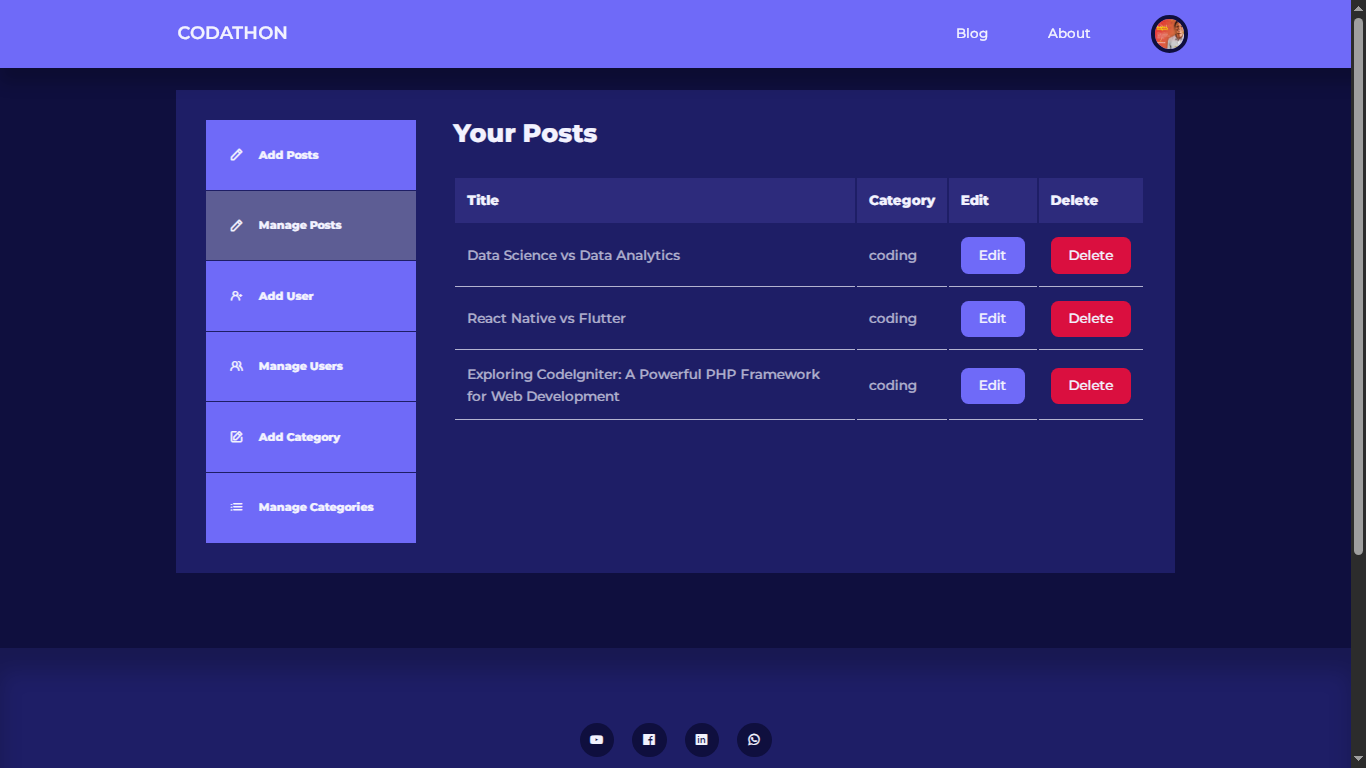 CODATHON
Blog
About
Add Posts
Manage Posts
Add User
Manage Users
Add Category
Manage Categories
Your Posts
Title Category Edit Delete
Data Science vs Data Analytics coding Edit Delete
React Native vs Flutter coding Edit Delete
Exploring CodeIgniter: A Powerful PHP Framework
for Web Development coding Edit Delete